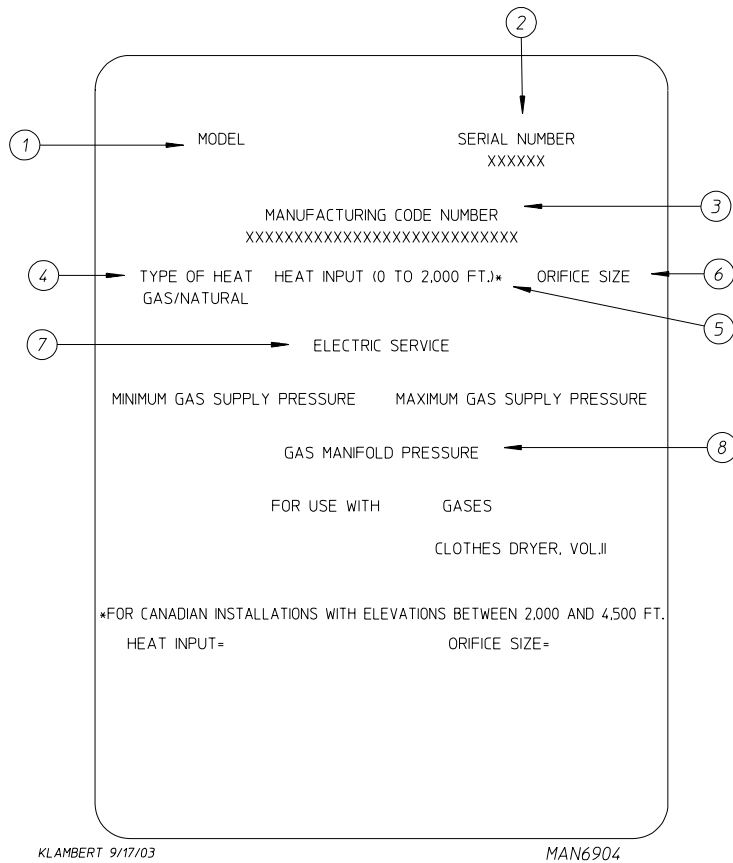 2
1 MODEL SERIAL NUMBER
XXXXXX
3
MANUFACTURING CODE NUMBER
XXXXXXXXXXXXXXXXXXXXXXXXXXXX
4 TYPE OF HEAT HEAT INPUT (0 TO 2,000 FT.)* ORIFICE SIZE 6
GAS/NATURAL
5
7 ELECTRIC SERVICE
MINIMUM GAS SUPPLY PRESSURE MAXIMUM GAS SUPPLY PRESSURE
GAS MANIFOLD PRESSURE 8
FOR USE WITH GASES
CLOTHES DRYER, VOL.II
*FOR CANADIAN INSTALLATIONS WITH ELEVATIONS BETWEEN 2,000 AND 4,500 FT.
HEAT INPUT= ORIFICE SIZE=
KLAMBERT 9/17/03 MAN6904